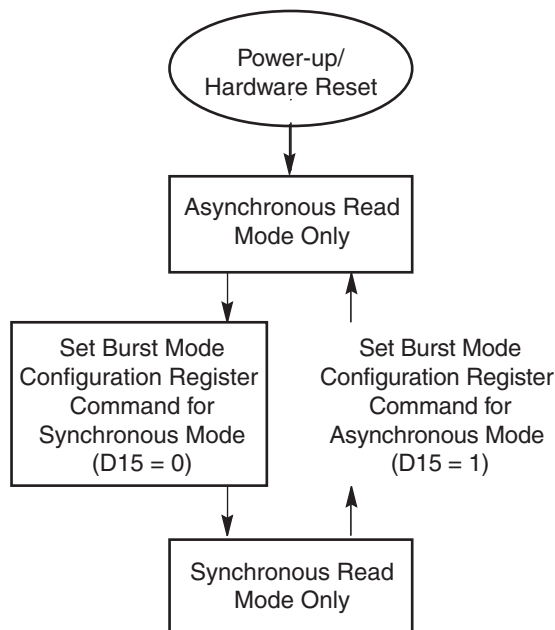 Power-up/
Hardware Reset
Asynchronous Read
Mode Only
Set Burst Mode
Configuration Register
Command for
Synchronous Mode
(D15 = 0)
Set Burst Mode
Configuration Register
Command for
Asynchronous Mode
(D15 = 1)
Synchronous Read
Mode Only